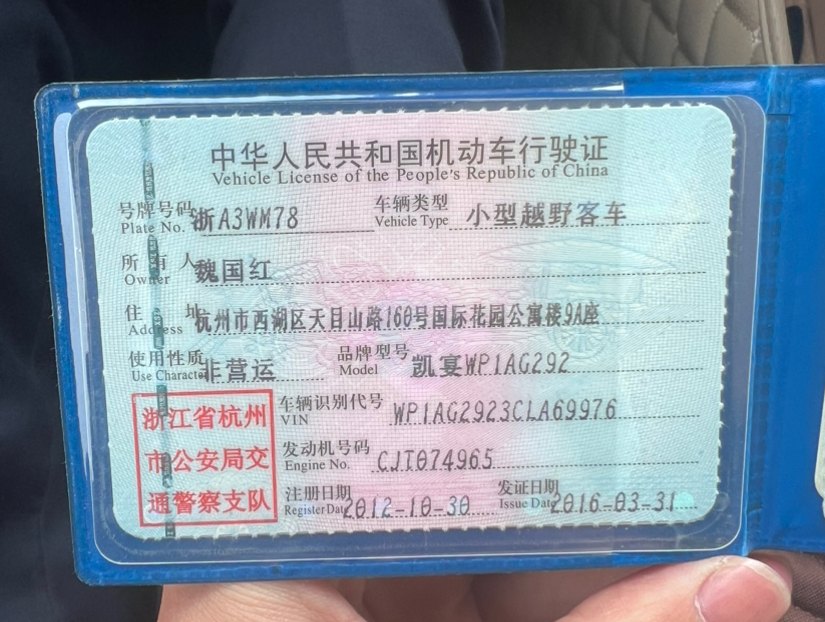 中华人民共和国机动车行驶证
Vehicle License of the People's Republic of China
号牌号码 浙A3WM78 车辆类型 小型越野客车
Plate No. Vehicle Type
所有人 魏国红
Owner
住址 杭州市西湖区天目山路160号国际花园公寓楼9A座
Address
使用性质 非营运 品牌型号 凯宴WP1AG292
Use Character Model
浙江省杭州
市公安局交
通警察支队
车辆识别代号 WP1AG2923CLA69976
VIN
发动机号码 CJT074965
Engine No.
注册日期 2012-10-30 发证日期 2016-03-31
Register Date Issue Date